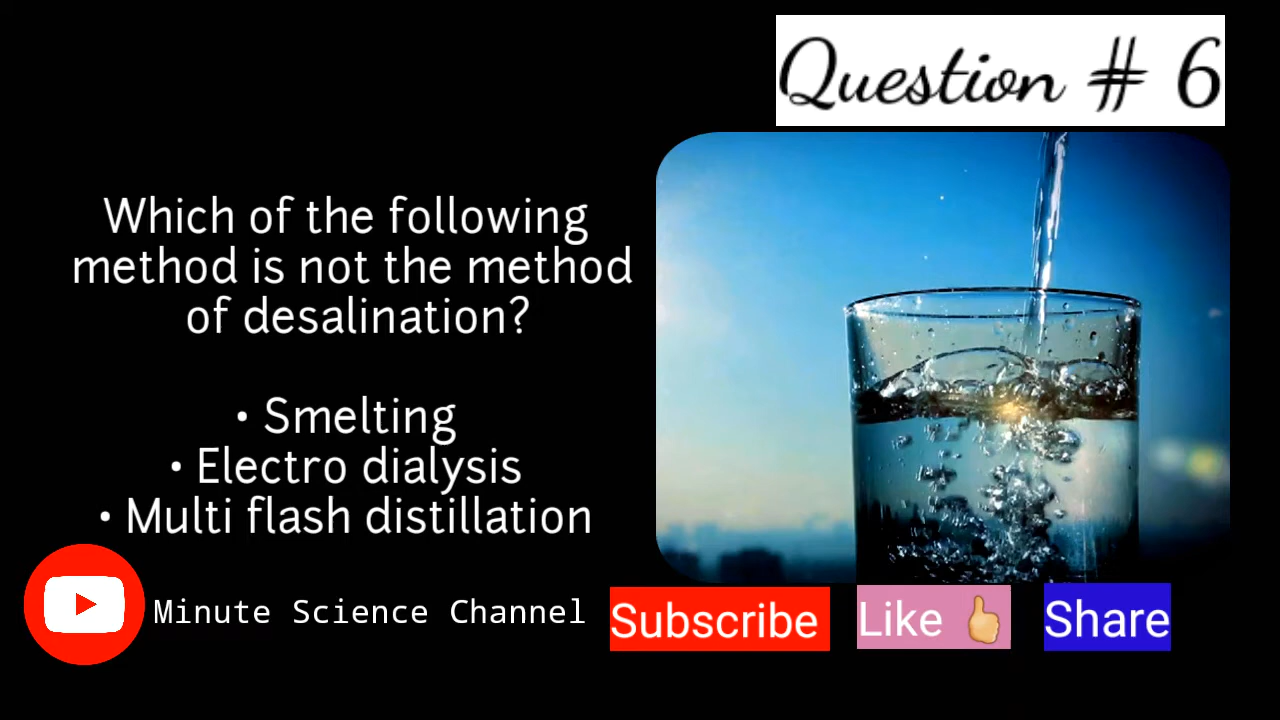 Question # 6
Which of the following
method is not the method
of desalination?
• Smelting
• Electro dialysis
• Multi flash distillation
Minute Science Channel
Subscribe
Like 👍
Share